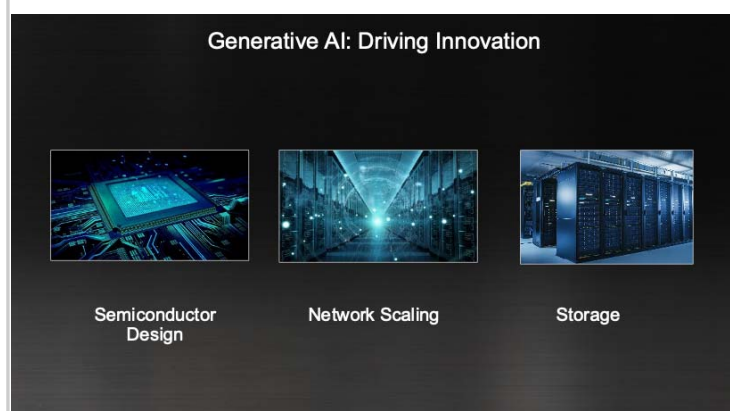 Generative AI: Driving Innovation
Semiconductor
Design
Network Scaling
Storage